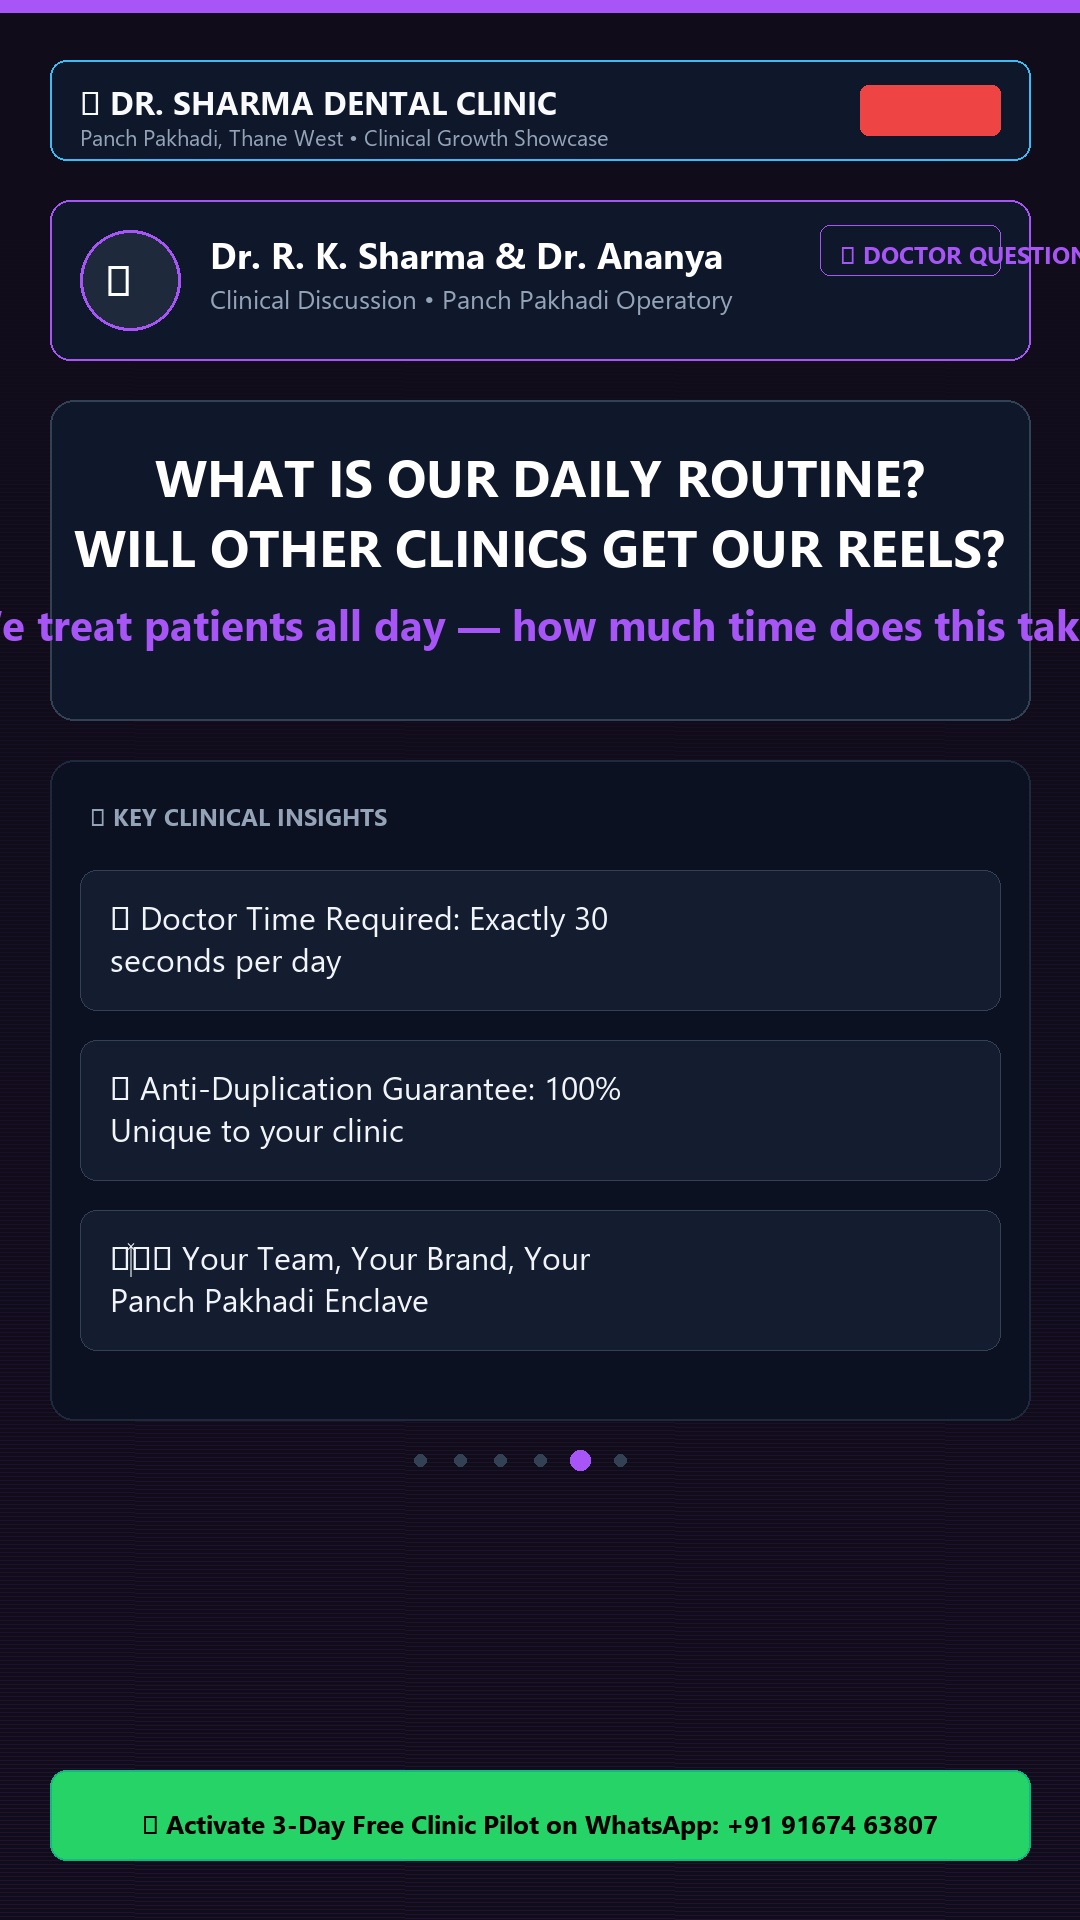 DR. SHARMA DENTAL CLINIC
Panch Pakhadi, Thane West • Clinical Growth Showcase
Dr. R. K. Sharma & Dr. Ananya
DOCTOR QUESTION
Clinical Discussion • Panch Pakhadi Operatory
WHAT IS OUR DAILY ROUTINE?
WILL OTHER CLINICS GET OUR REELS?
treat patients all day — how much time does this
KEY CLINICAL INSIGHTS
Doctor Time Required: Exactly 30
seconds per day
Anti-Duplication Guarantee: 100%
Unique to your clinic
Your Team, Your Brand, Your
Panch Pakhadi Enclave
Activate 3-Day Free Clinic Pilot on WhatsApp: +91 91674 63807